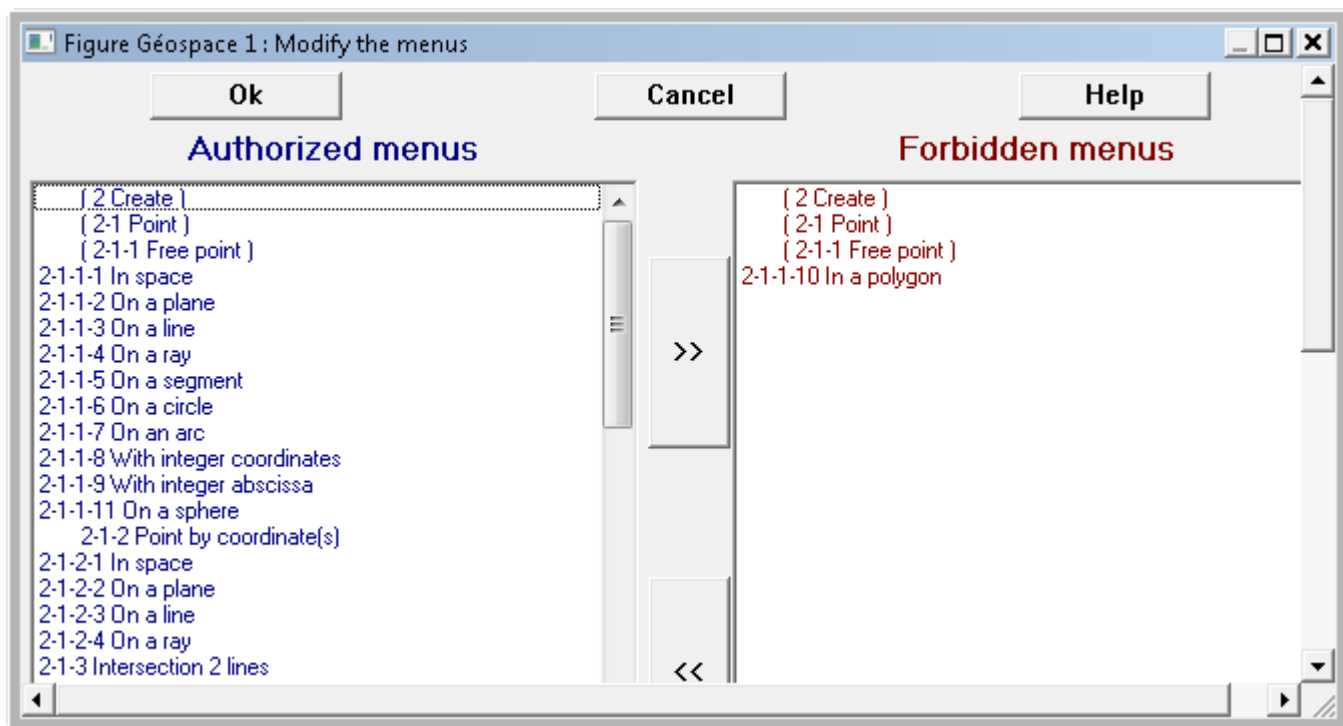 Figure Géospace 1 : Modify the menus
Ok
Cancel
Help
Authorized menus
Forbidden menus
( 2 Create )
( 2-1 Point )
( 2-1-1 Free point )
2-1-1-1 In space
2-1-1-2 On a plane
2-1-1-3 On a line
2-1-1-4 On a ray
2-1-1-5 On a segment
2-1-1-6 On a circle
2-1-1-7 On an arc
2-1-1-8 With integer coordinates
2-1-1-9 With integer abscissa
2-1-1-11 On a sphere
2-1-2 Point by coordinate(s)
2-1-2-1 In space
2-1-2-2 On a plane
2-1-2-3 On a line
2-1-2-4 On a ray
2-1-3 Intersection 2 lines
>>
<<
( 2 Create )
( 2-1 Point )
( 2-1-1 Free point )
2-1-1-10 In a polygon